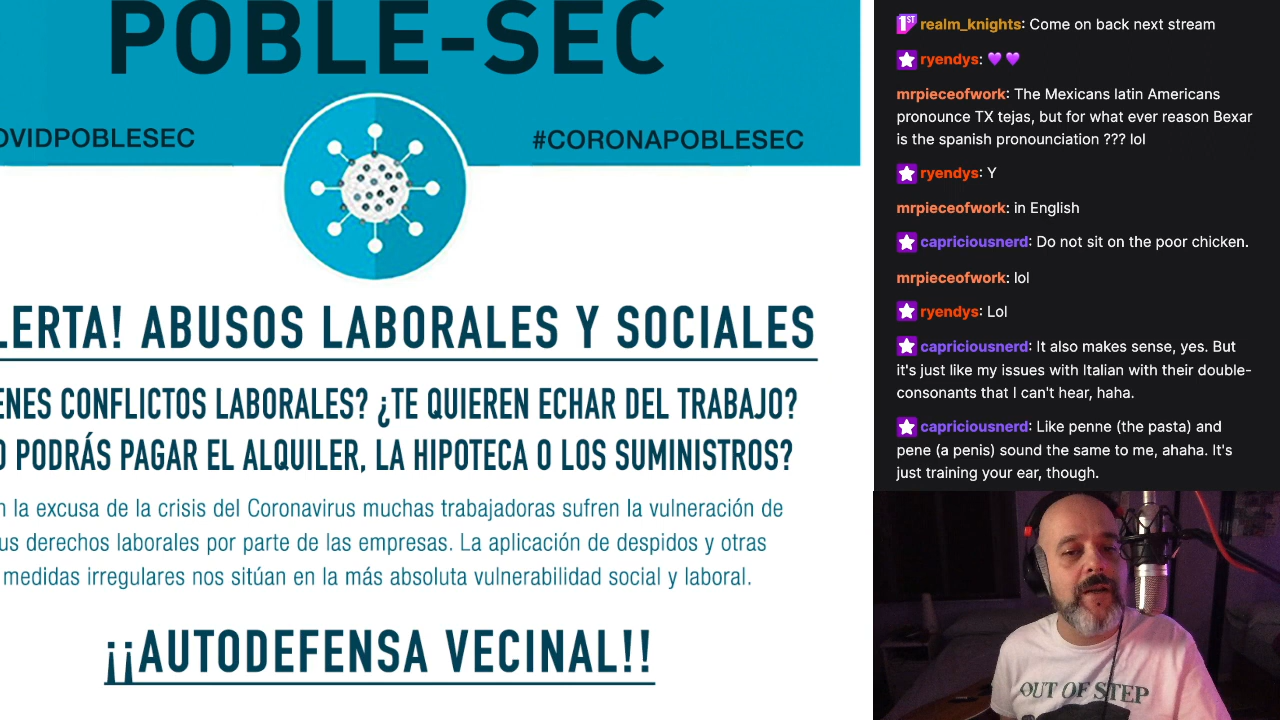 POBLE-SEC
OVIDPOBLESEC
#CORONAPOBLESEC
LERTA! ABUSOS LABORALES Y SOCIALES
ENES CONFLICTOS LABORALES? ¿TE QUIEREN ECHAR DEL TRABAJO?
O PODRÁS PAGAR EL ALQUILER, LA HIPOTECA O LOS SUMINISTROS?
n la excusa de la crisis del Coronavirus muchas trabajadoras sufren la vulneración de
us derechos laborales por parte de las empresas. La aplicación de despidos y otras
medidas irregulares nos sitúan en la más absoluta vulnerabilidad social y laboral.
¡¡AUTODEFENSA VECINAL!!
1ST realm_knights: Come on back next stream
ryendys: 💜💜
mrpieceofwork: The Mexicans latin Americans
pronounce TX tejas, but for what ever reason Bexar
is the spanish pronounciation ??? lol
ryendys: Y
mrpieceofwork: in English
capriciousnerd: Do not sit on the poor chicken.
mrpieceofwork: lol
ryendys: Lol
capriciousnerd: It also makes sense, yes. But
it's just like my issues with Italian with their double-
consonants that I can't hear, haha.
capriciousnerd: Like penne (the pasta) and
pene (a penis) sound the same to me, ahaha. It's
just training your ear, though.
OUT OF STEP